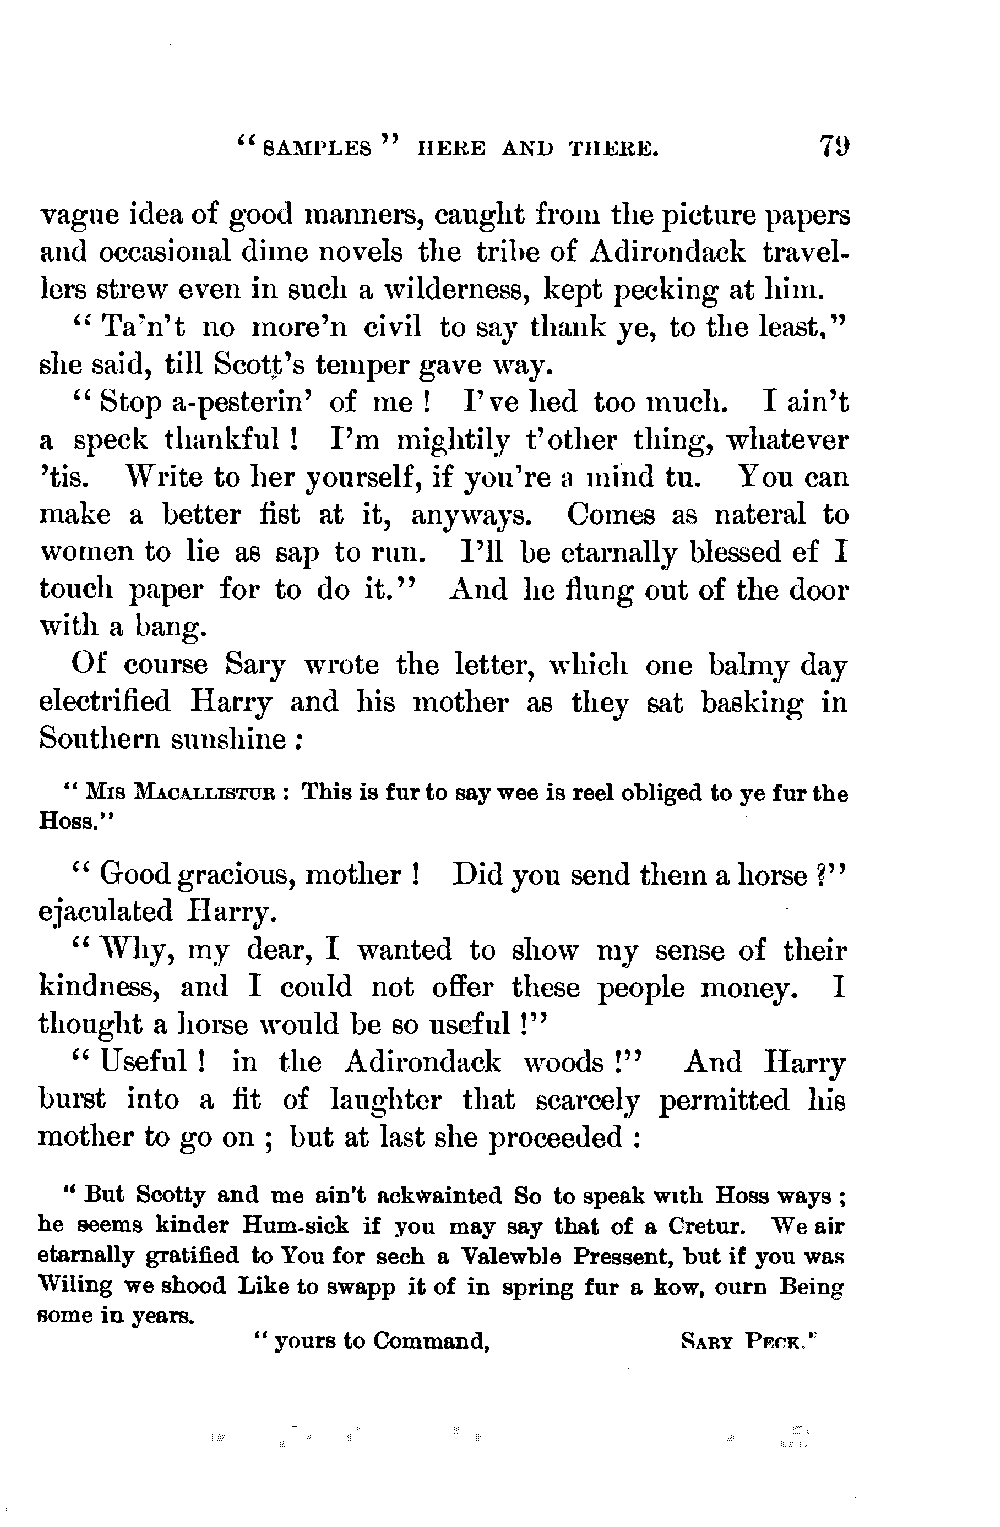 “SAMPLES” HERE AND THERE. 79
vague idea of good manners, caught from the picture papers
and occasional dime novels the tribe of Adirondack travel-
lers strew even in such a wilderness, kept pecking at him.
“Ta'n't no more'n civil to say thank ye, to the least,”
she said, till Scott's temper gave way.
“Stop a-pesterin' of me! I've hed too much. I ain't
a speck thankful! I'm mightily t'other thing, whatever
'tis. Write to her yourself, if you're a mind tu. You can
make a better fist at it, anyways. Comes as nateral to
women to lie as sap to run. I'll be etarnally blessed ef I
touch paper for to do it.” And he flung out of the door
with a bang.
Of course Sary wrote the letter, which one balmy day
electrified Harry and his mother as they sat basking in
Southern sunshine:
“MIS MACALLISTUR: This is fur to say wee is reel obliged to ye fur the
Hoss.”
“Good gracious, mother! Did you send them a horse?”
ejaculated Harry.
“Why, my dear, I wanted to show my sense of their
kindness, and I could not offer these people money. I
thought a horse would be so useful!”
“Useful! in the Adirondack woods!” And Harry
burst into a fit of laughter that scarcely permitted his
mother to go on; but at last she proceeded:
“But Scotty and me ain't ackwainted So to speak with Hoss ways;
he seems kinder Hum-sick if you may say that of a Cretur. We air
etarnally gratified to You for sech a Valewble Pressent, but if you was
Wiling we shood Like to swapp it of in spring fur a kow, ourn Being
some in years.
“yours to Command, SARY PECK.”